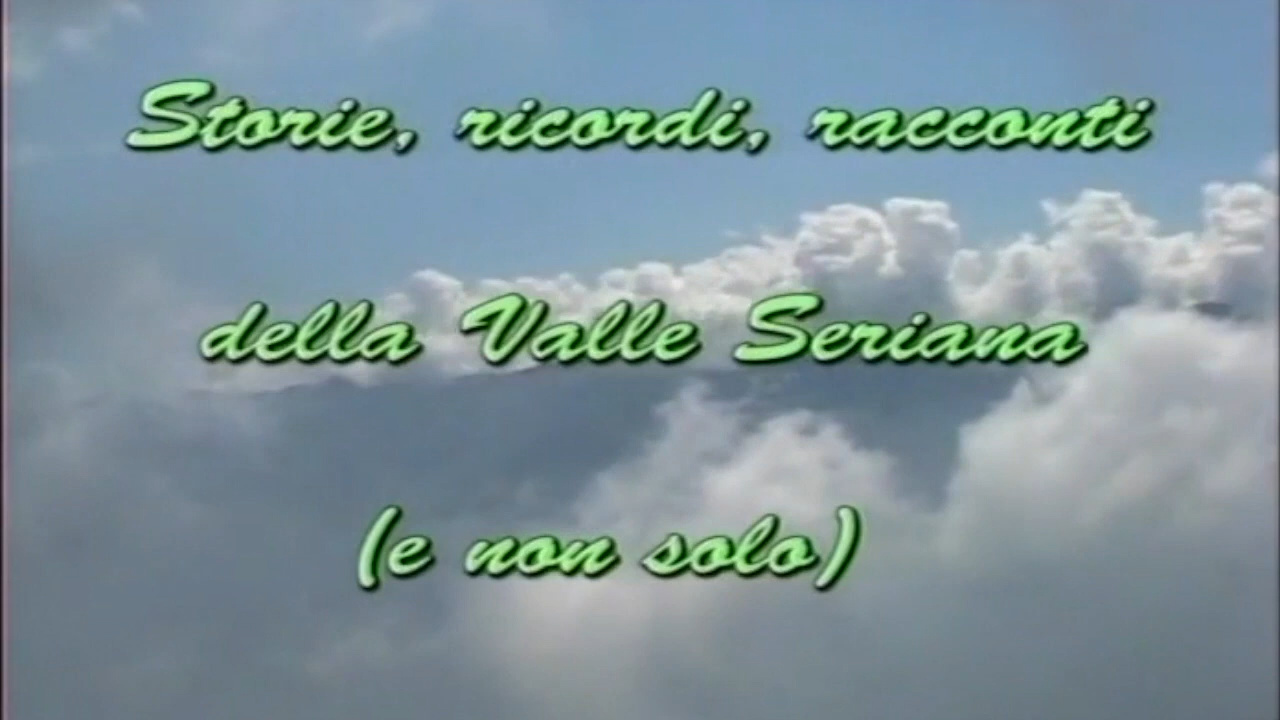 Storie, ricordi, racconti
della Valle Seriana
(e non solo)